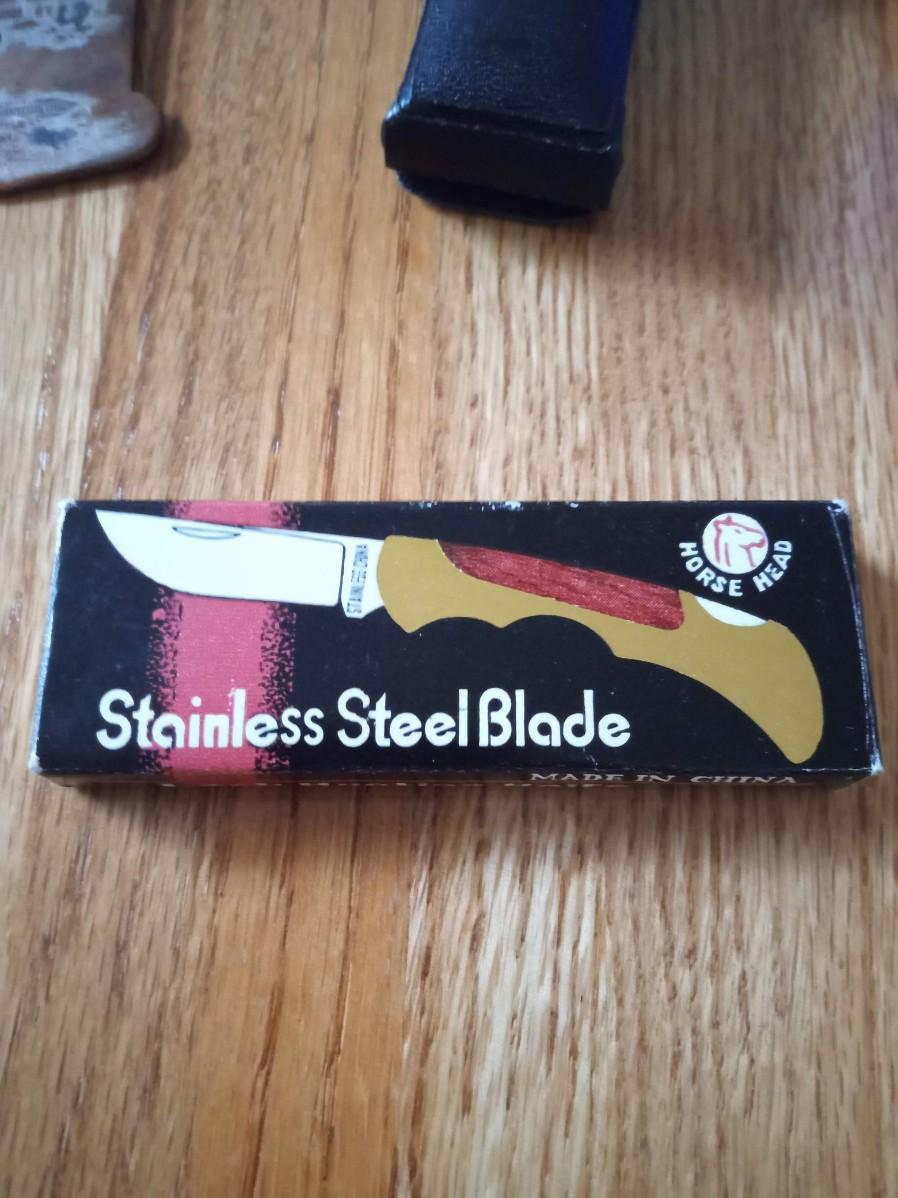 HORSE HEAD
STAINLESS CHINA
Stainless Steel Blade
MADE IN CHINA